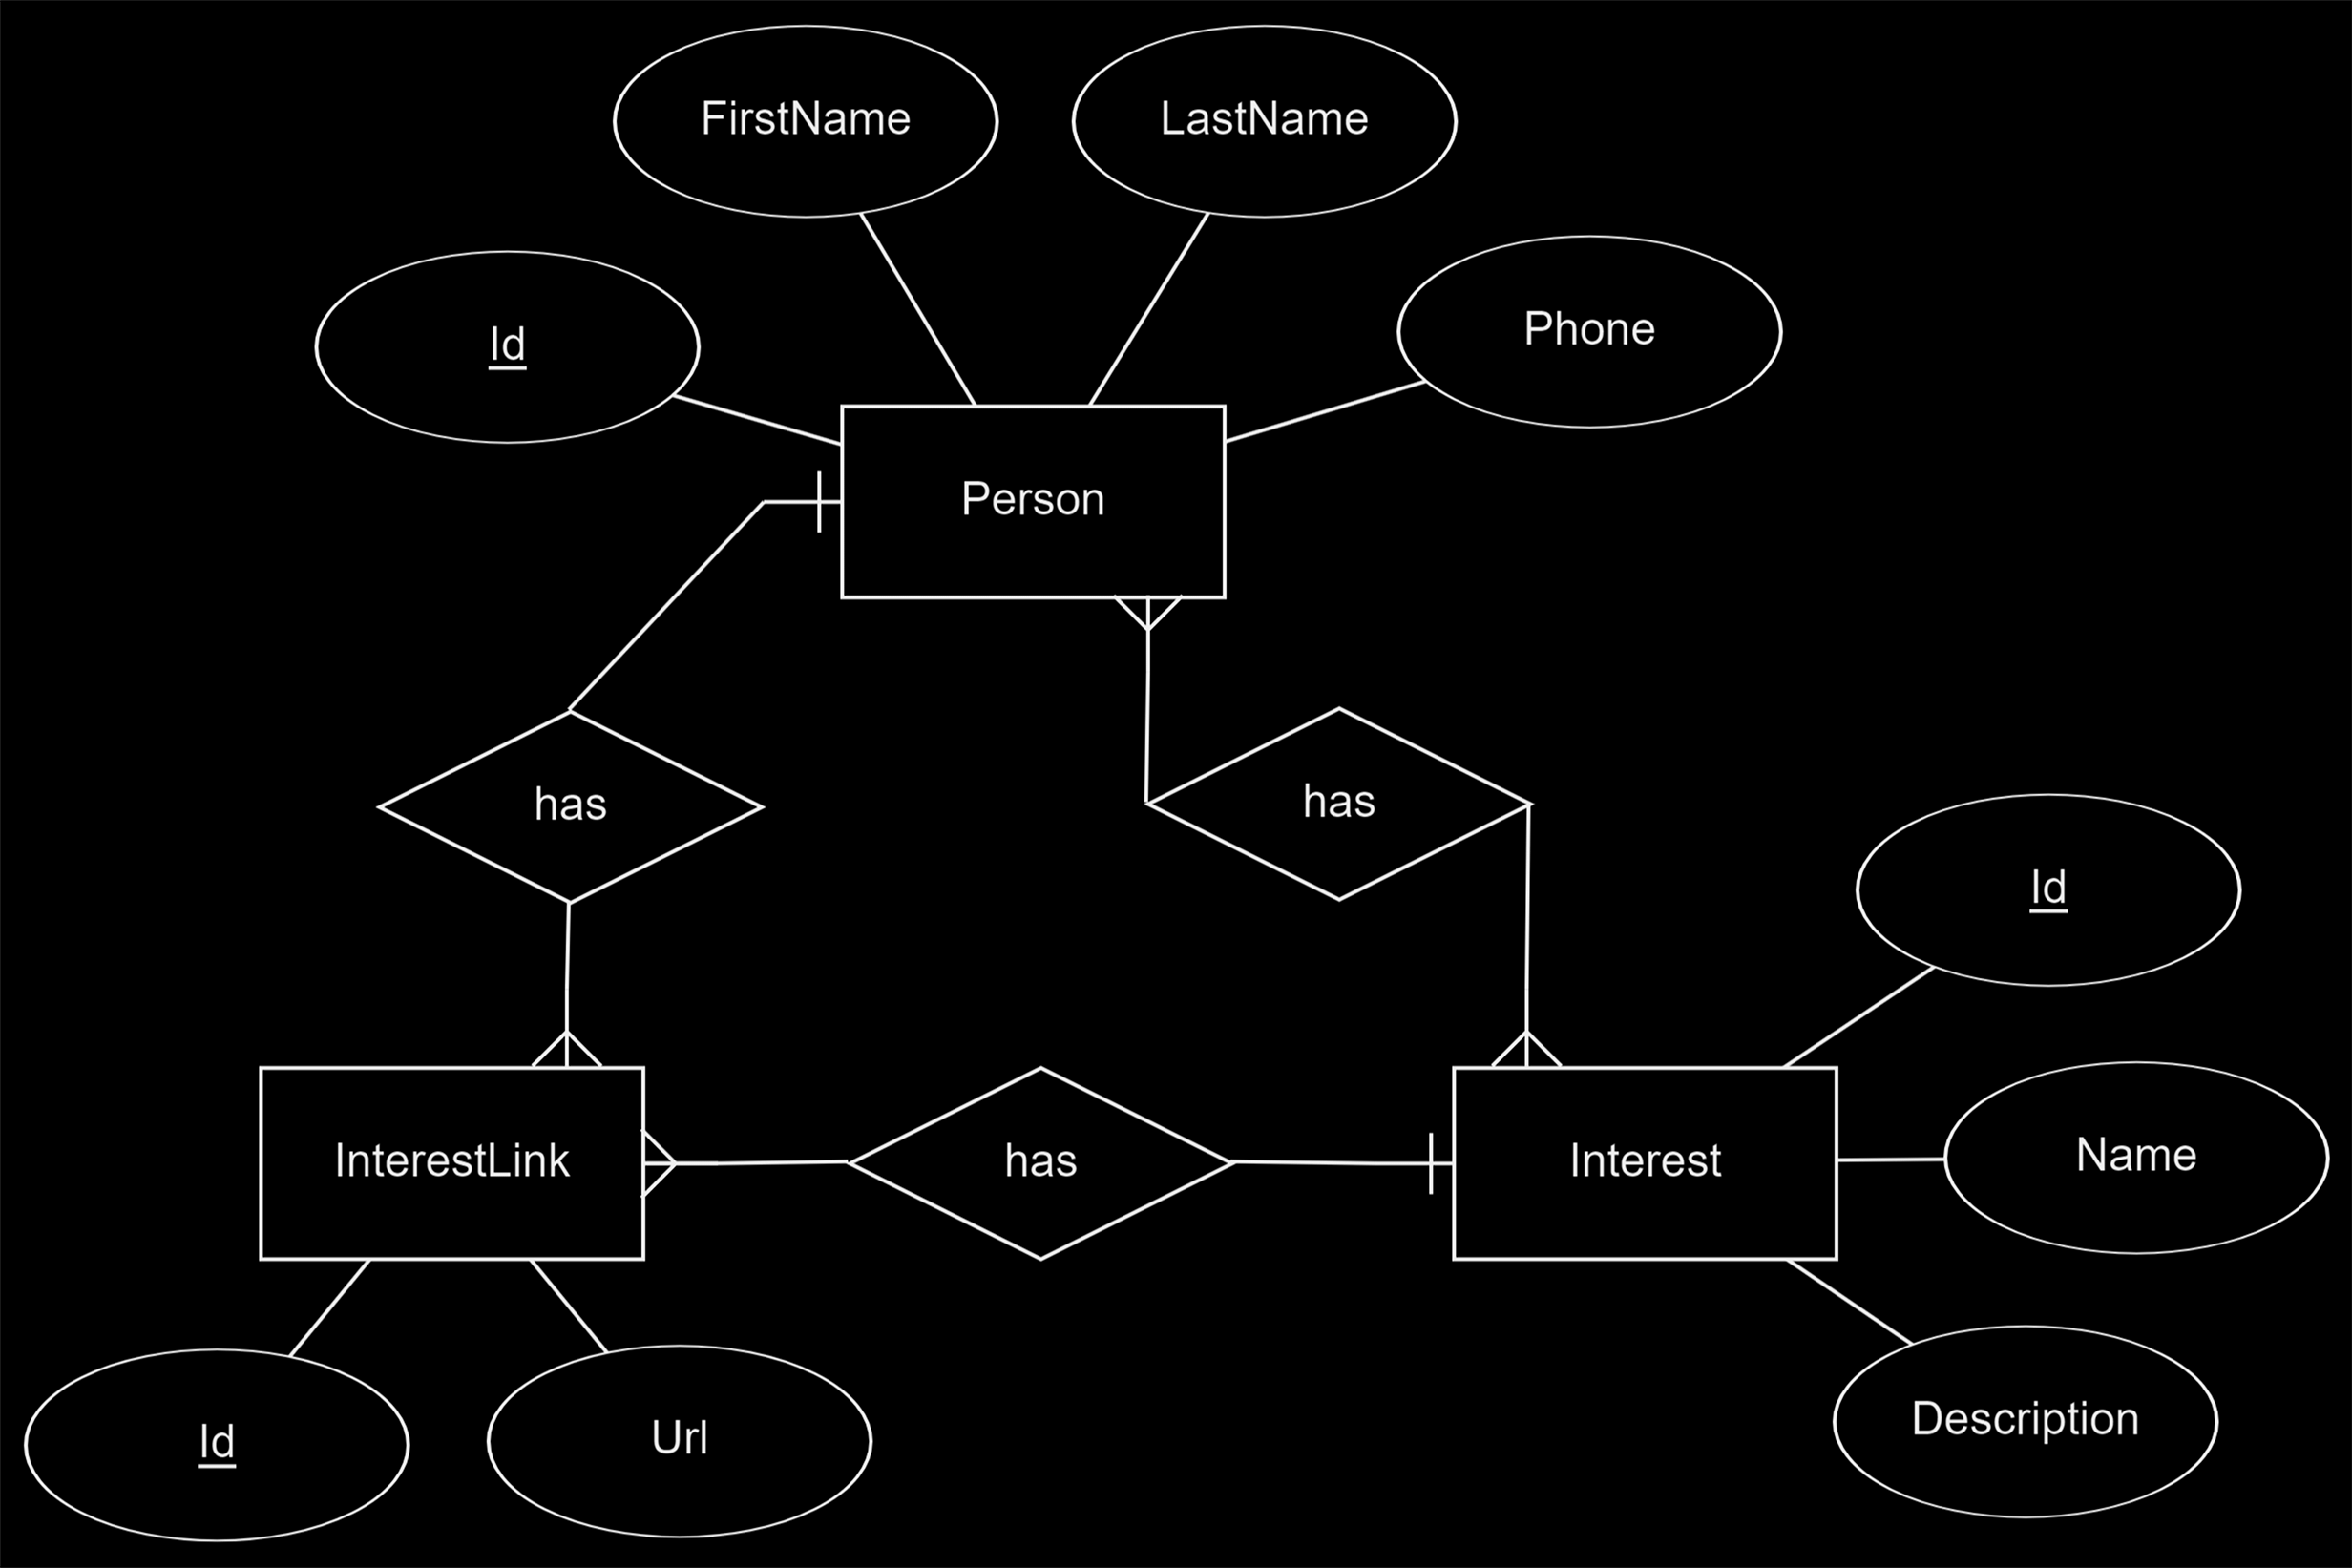 FirstName
LastName
Phone
Id
Person
has
has
Id
InterestLink
has
Interest
Name
Description
Id
Url